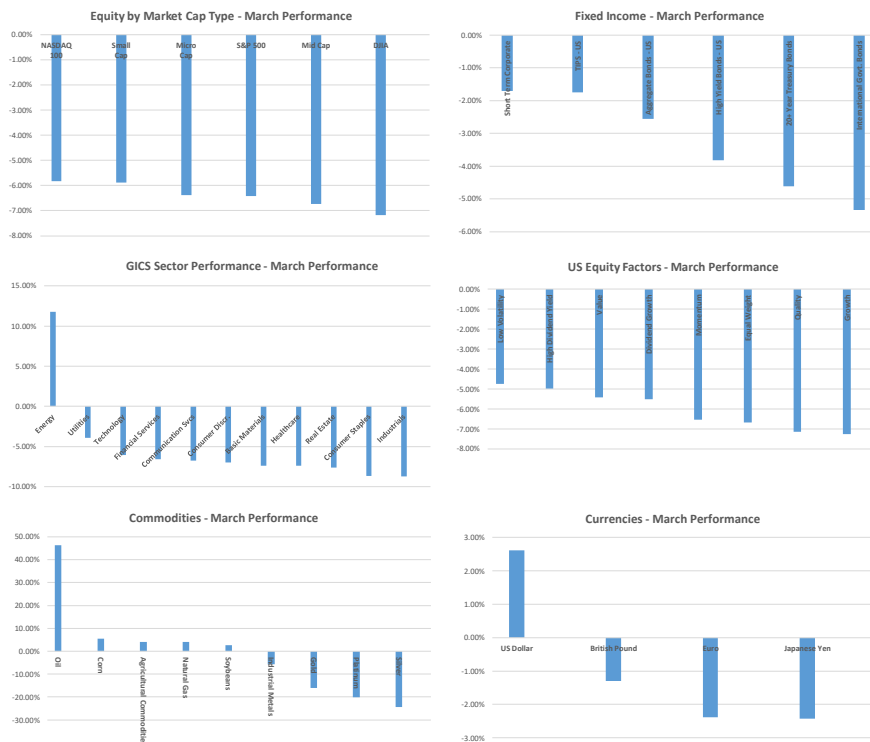 Equity by Market Cap Type - March Performance
0.00%
-1.00%
-2.00%
-3.00%
-4.00%
-5.00%
-6.00%
-7.00%
-8.00%
NASDAQ
100
Small
Cap
Micro
Cap
S&P 500
Mid Cap
DJIA
Fixed Income - March Performance
0.00%
-1.00%
-2.00%
-3.00%
-4.00%
-5.00%
-6.00%
Short Term Corporate
TIPS - US
Aggregate Bonds - US
High Yield Bonds - US
20+ Year Treasury Bonds
International Govt. Bonds
GICS Sector Performance - March Performance
15.00%
10.00%
5.00%
0.00%
-5.00%
-10.00%
Energy
Utilities
Technology
Financial Services
Communication Svcs
Consumer Discr.
Basic Materials
Healthcare
Real Estate
Consumer Staples
Industrials
US Equity Factors - March Performance
0.00%
-1.00%
-2.00%
-3.00%
-4.00%
-5.00%
-6.00%
-7.00%
-8.00%
Low Volatility
High Dividend Yield
Value
Dividend Growth
Momentum
Equal Weight
Quality
Growth
Commodities - March Performance
50.00%
40.00%
30.00%
20.00%
10.00%
0.00%
-10.00%
-20.00%
-30.00%
Oil
Corn
Agricultural Commoditie
Natural Gas
Soybeans
Industrial Metals
Gold
Platinum
Silver
Currencies - March Performance
3.00%
2.00%
1.00%
0.00%
-1.00%
-2.00%
-3.00%
US Dollar
British Pound
Euro
Japanese Yen